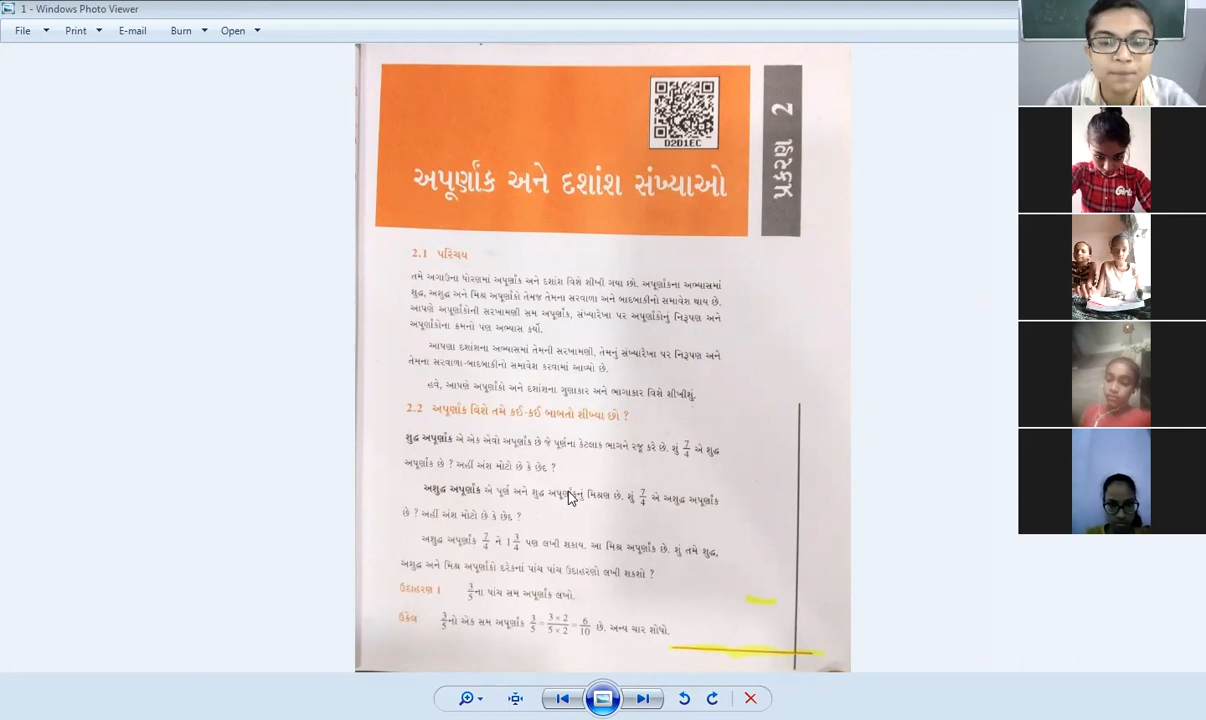 1 - Windows Photo Viewer
File Print E-mail Burn Open
D2D1EC
પ્રકરણ 2
અપૂર્ણાંક અને દશાંશ સંખ્યાઓ
2.1 પરિચય
તમે અગાઉના ધોરણમાં અપૂર્ણાંક અને દશાંશ વિશે શીખી ગયા છો. અપૂર્ણાંકના અભ્યાસમાં
શુદ્ધ, અશુદ્ધ અને મિશ્ર અપૂર્ણાંકો તેમજ તેમના સરવાળા અને બાદબાકીનો સમાવેશ થાય છે.
આપણે અપૂર્ણાંકોની સરખામણી સમ અપૂર્ણાંક, સંખ્યારેખા પર અપૂર્ણાંકોનું નિરૂપણ અને
અપૂર્ણાંકોના ક્રમનો પણ અભ્યાસ કર્યો.
આપણા દશાંશના અભ્યાસમાં તેમની સરખામણી, તેમનું સંખ્યારેખા પર નિરૂપણ અને
તેમના સરવાળા-બાદબાકીનો સમાવેશ કરવામાં આવ્યો છે.
હવે, આપણે અપૂર્ણાંકો અને દશાંશના ગુણાકાર અને ભાગાકાર વિશે શીખીશું.
2.2 અપૂર્ણાંક વિશે તમે કઈ-કઈ બાબતો શીખ્યા છો ?
શુદ્ધ અપૂર્ણાંક એ એક એવો અપૂર્ણાંક છે જે પૂર્ણના કેટલાક ભાગને રજૂ કરે છે. શું 7/4 એ શુદ્ધ
અપૂર્ણાંક છે ? અહીં અંશ મોટો છે કે છેદ ?
અશુદ્ધ અપૂર્ણાંક એ પૂર્ણ અને શુદ્ધ અપૂર્ણાંકનું મિશ્રણ છે. શું 7/4 એ અશુદ્ધ અપૂર્ણાંક
છે ? અહીં અંશ મોટો છે કે છેદ ?
અશુદ્ધ અપૂર્ણાંક 7/4 ને 1 3/4 પણ લખી શકાય. આ મિશ્ર અપૂર્ણાંક છે. શું તમે શુદ્ધ,
અશુદ્ધ અને મિશ્ર અપૂર્ણાંકો દરેકનાં પાંચ પાંચ ઉદાહરણો લખી શકશો ?
ઉદાહરણ 1 3/5ના પાંચ સમ અપૂર્ણાંક લખો.
ઉકેલ 3/5નો એક સમ અપૂર્ણાંક 3/5 = 3 × 2/5 × 2 = 6/10 છે. અન્ય ચાર શોધો.